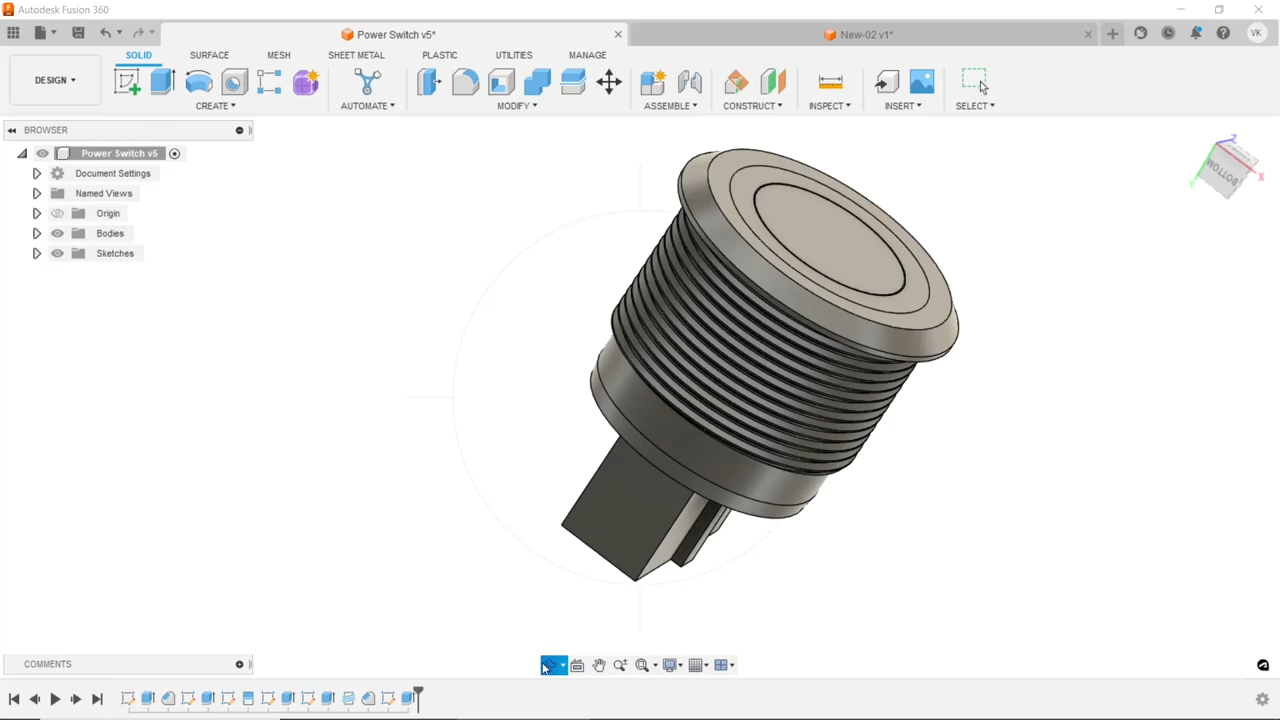 Autodesk Fusion 360
Power Switch v5*
New-02 v1*
VK
DESIGN
SOLID
SURFACE
MESH
SHEET METAL
PLASTIC
UTILITIES
MANAGE
CREATE
AUTOMATE
MODIFY
ASSEMBLE
CONSTRUCT
INSPECT
INSERT
SELECT
BROWSER
Power Switch v5
Document Settings
Named Views
Origin
Bodies
Sketches
Z
X
Y
BOTTOM
COMMENTS